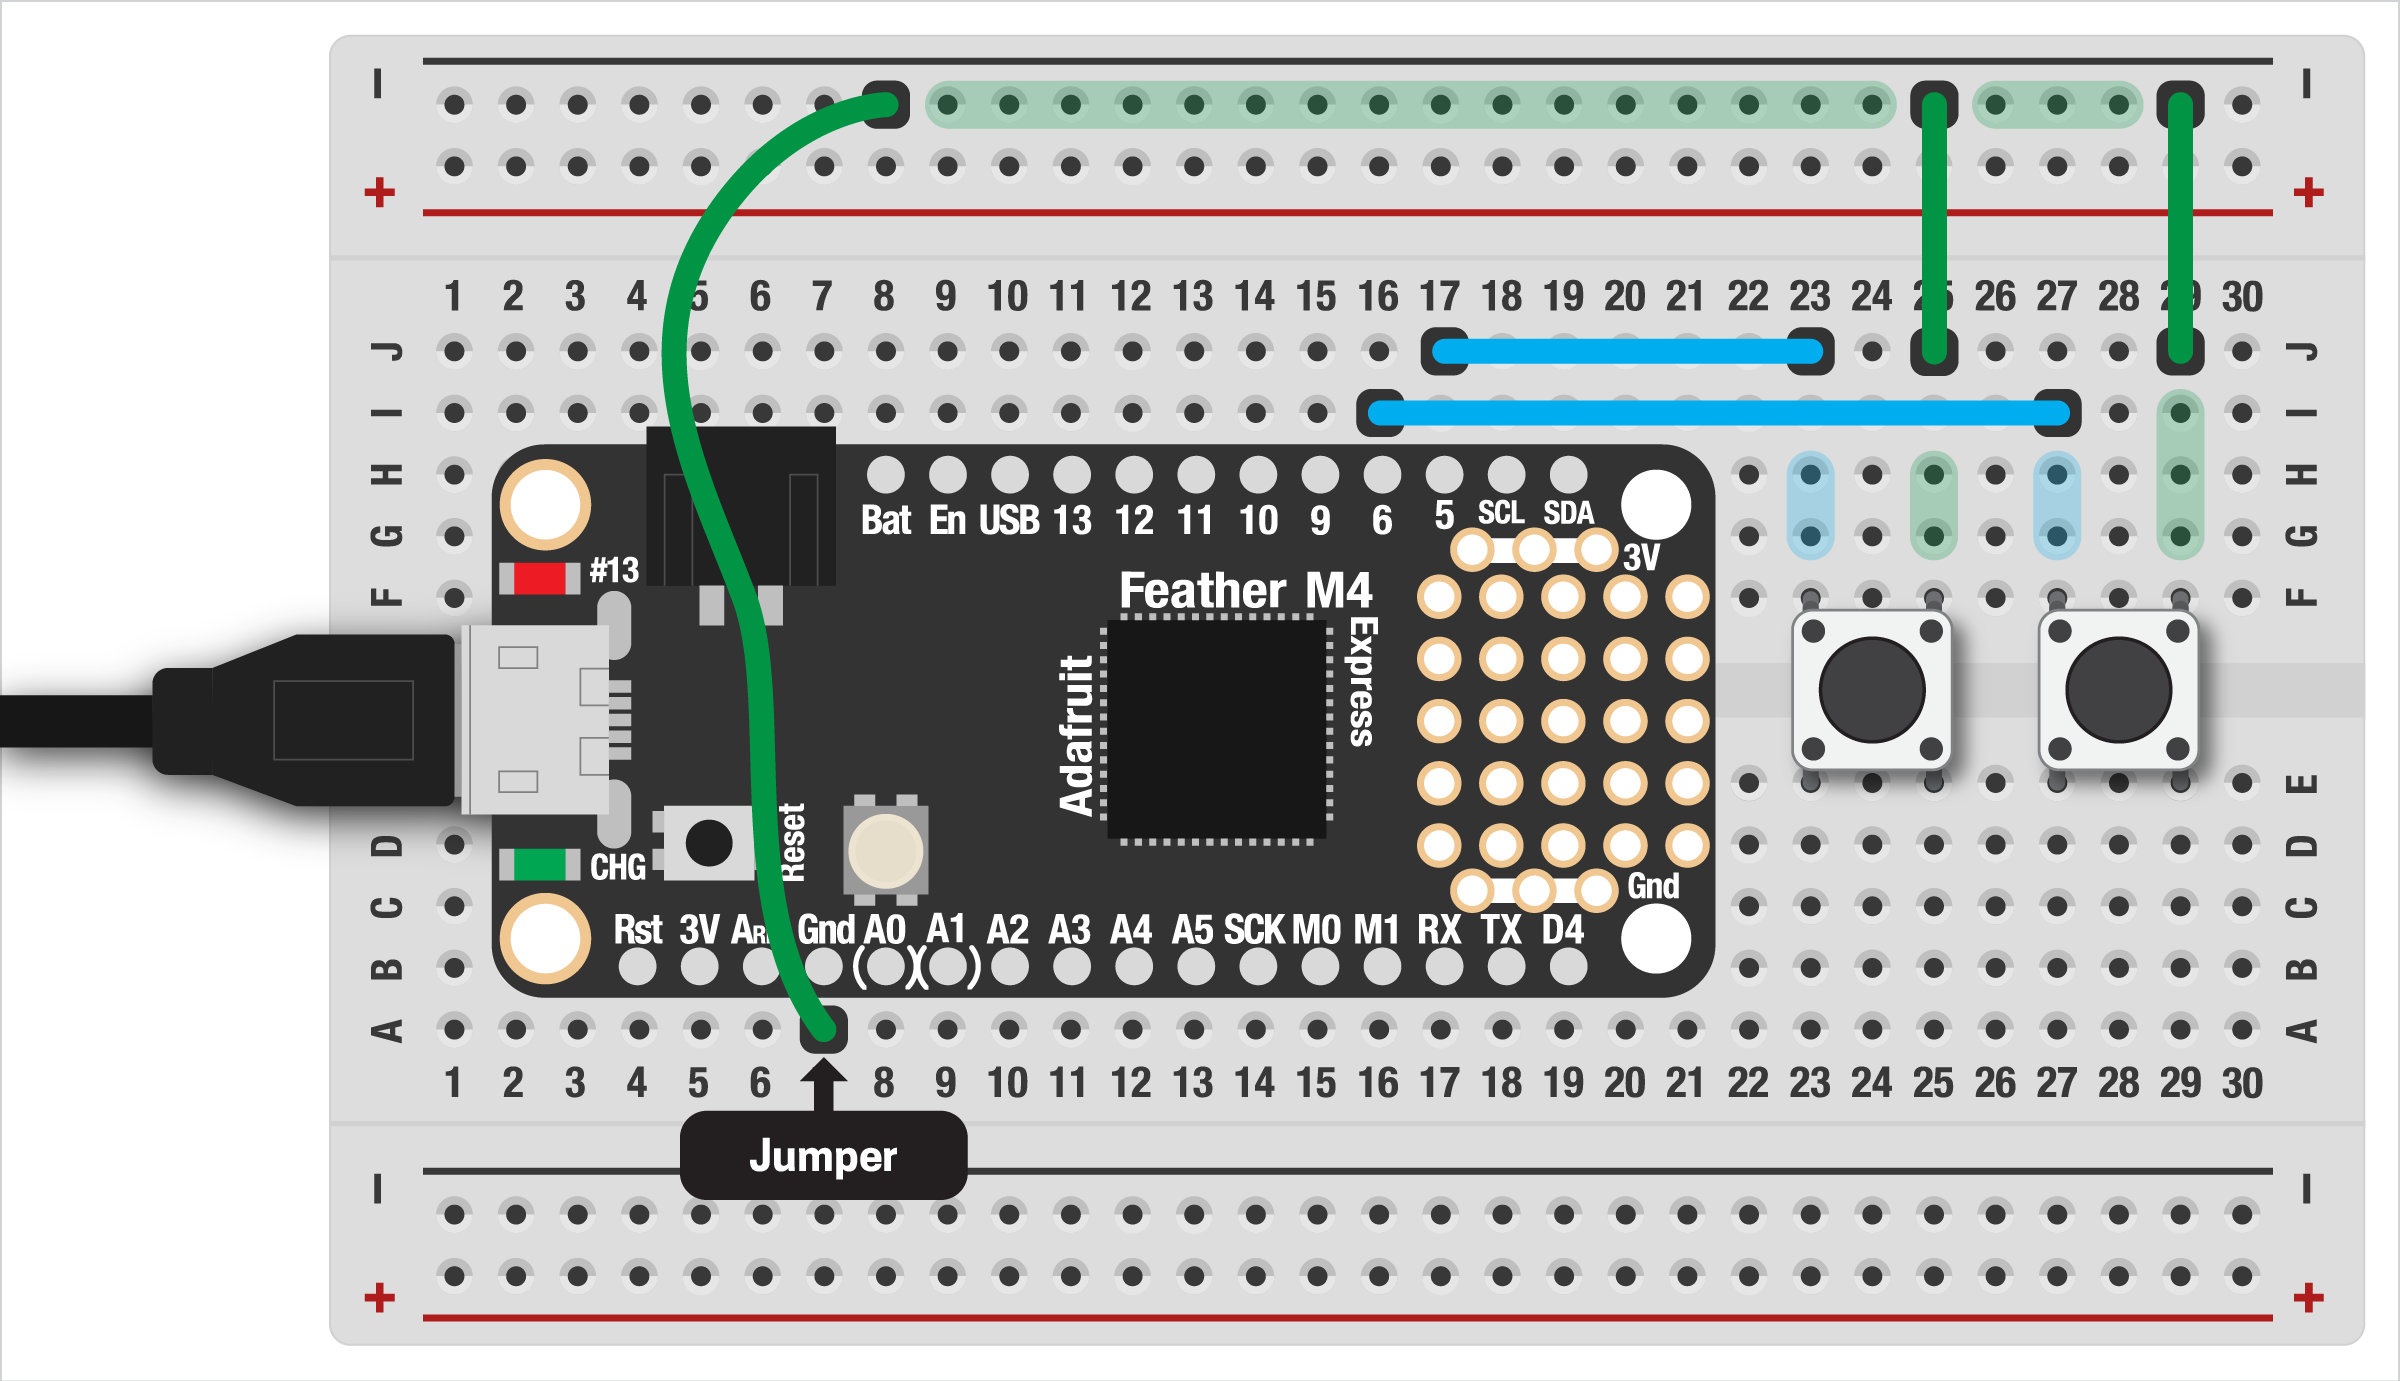 − −
+ +
1 2 3 4 5 6 7 8 9 10 11 12 13 14 15 16 17 18 19 20 21 22 23 24 25 26 27 28 29 30
J J
I I
H H
Bat En USB 13 12 11 10 9 6 5 SCL SDA
G G
3V
#13
Feather M4
F F
Express
Adafruit
Reset
E
D D
CHG
Gnd
C C
Rst 3V ARef Gnd A0 A1 A2 A3 A4 A5 SCK M0 M1 RX TX D4
B B
A A
1 2 3 4 5 6 8 9 10 11 12 13 14 15 16 17 18 19 20 21 22 23 24 25 26 27 28 29 30
Jumper
− −
+ +